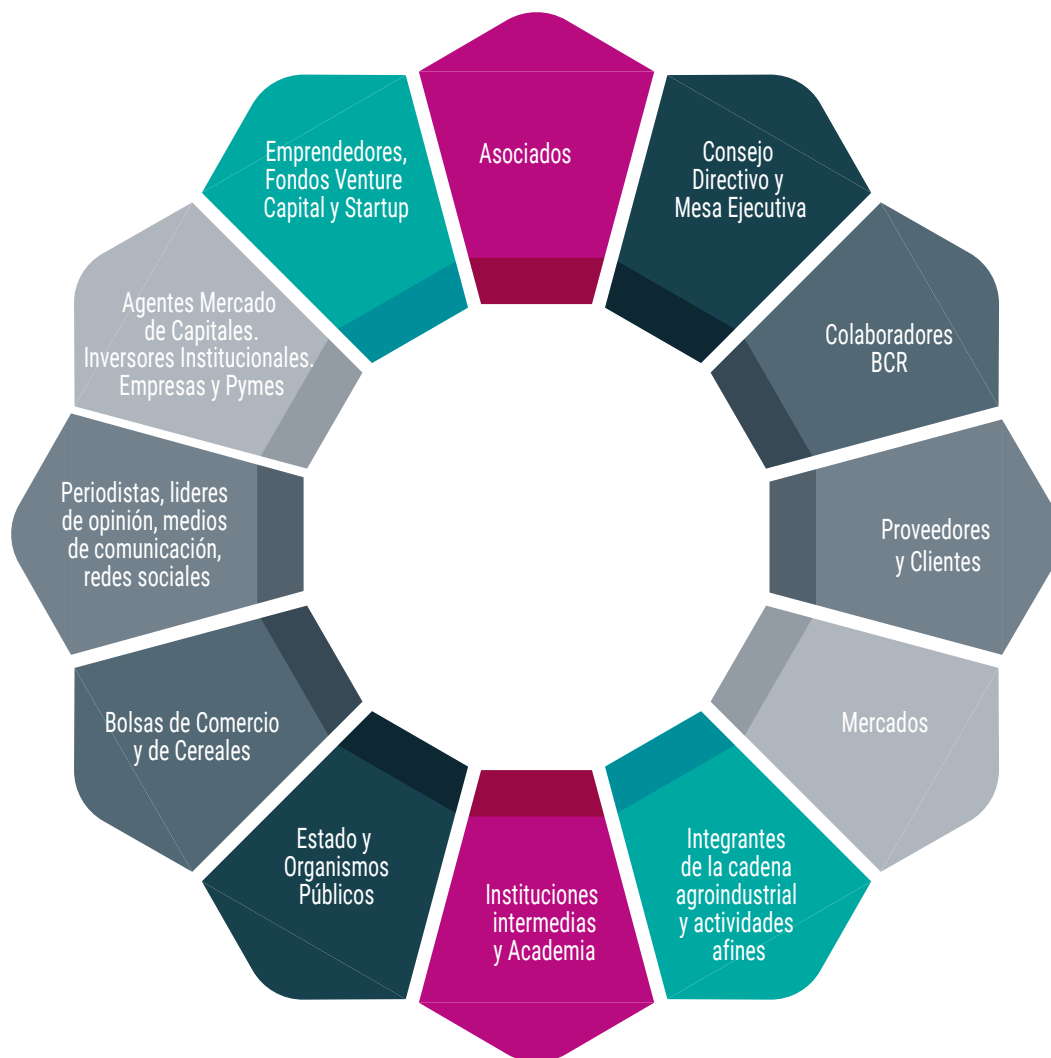 Asociados
Consejo
Directivo y
Mesa Ejecutiva
Colaboradores
BCR
Proveedores
y Clientes
Mercados
Integrantes
de la cadena
agroindustrial
y actividades
afines
Instituciones
intermedias
y Academia
Estado y
Organismos
Públicos
Bolsas de Comercio
y de Cereales
Periodistas, lideres
de opinión, medios
de comunicación,
redes sociales
Agentes Mercado
de Capitales.
Inversores Institucionales.
Empresas y Pymes
Emprendedores,
Fondos Venture
Capital y Startup